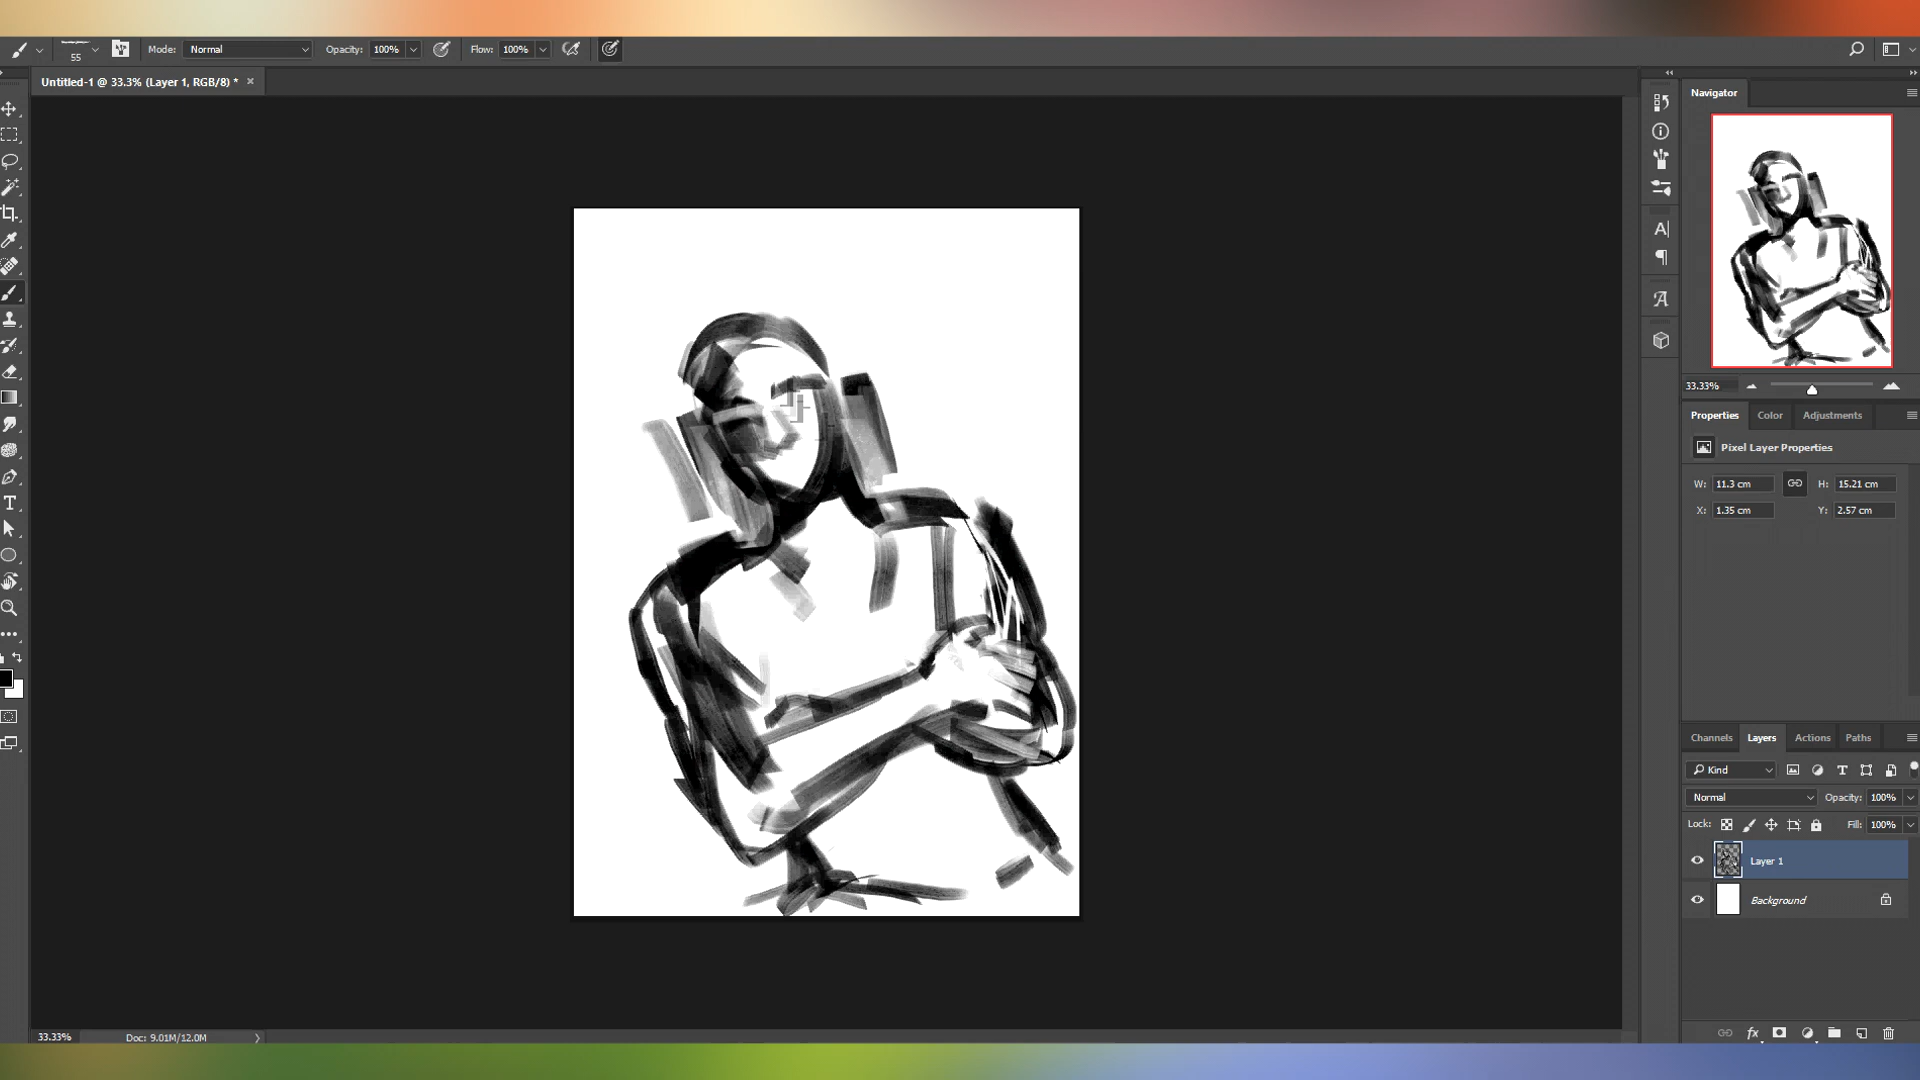 55 Mode: Normal Opacity: 100% Flow: 100%
Untitled-1 @ 33.3% (Layer 1, RGB/8) *
Navigator
33.33%
Properties Color Adjustments
Pixel Layer Properties
W: 11.3 cm H: 15.21 cm
X: 1.35 cm Y: 2.57 cm
Channels Layers Actions Paths
Kind
Normal Opacity: 100%
Lock: Fill: 100%
Layer 1
Background
fx
33.33% Doc: 9.01M/12.0M